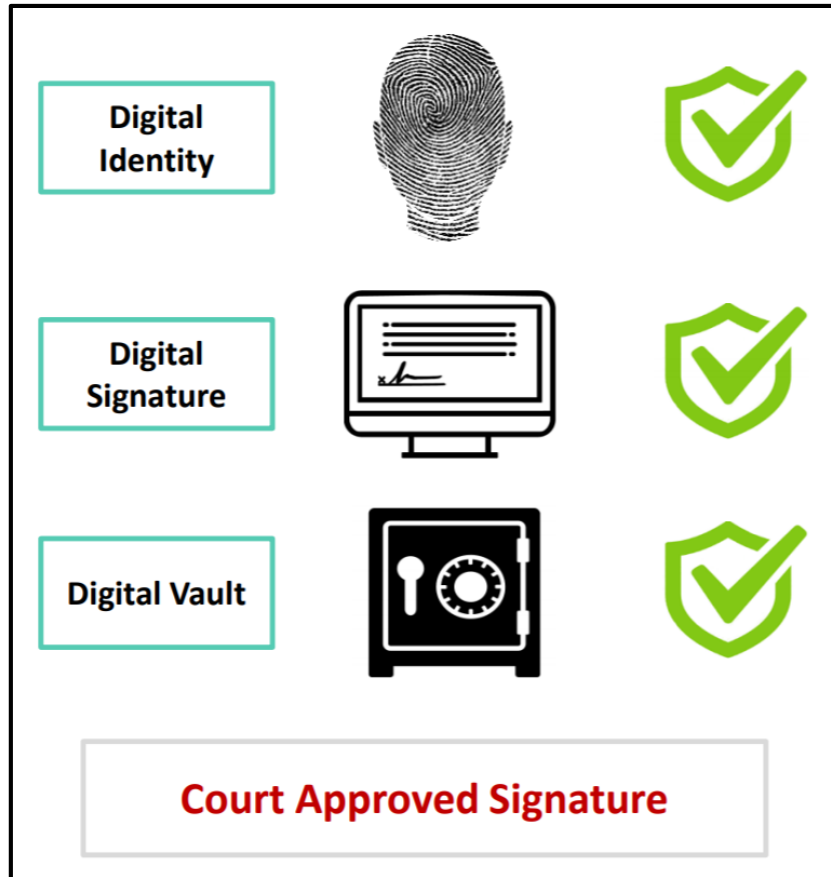 Digital
Identity
Digital
Signature
x
Digital Vault
Court Approved Signature